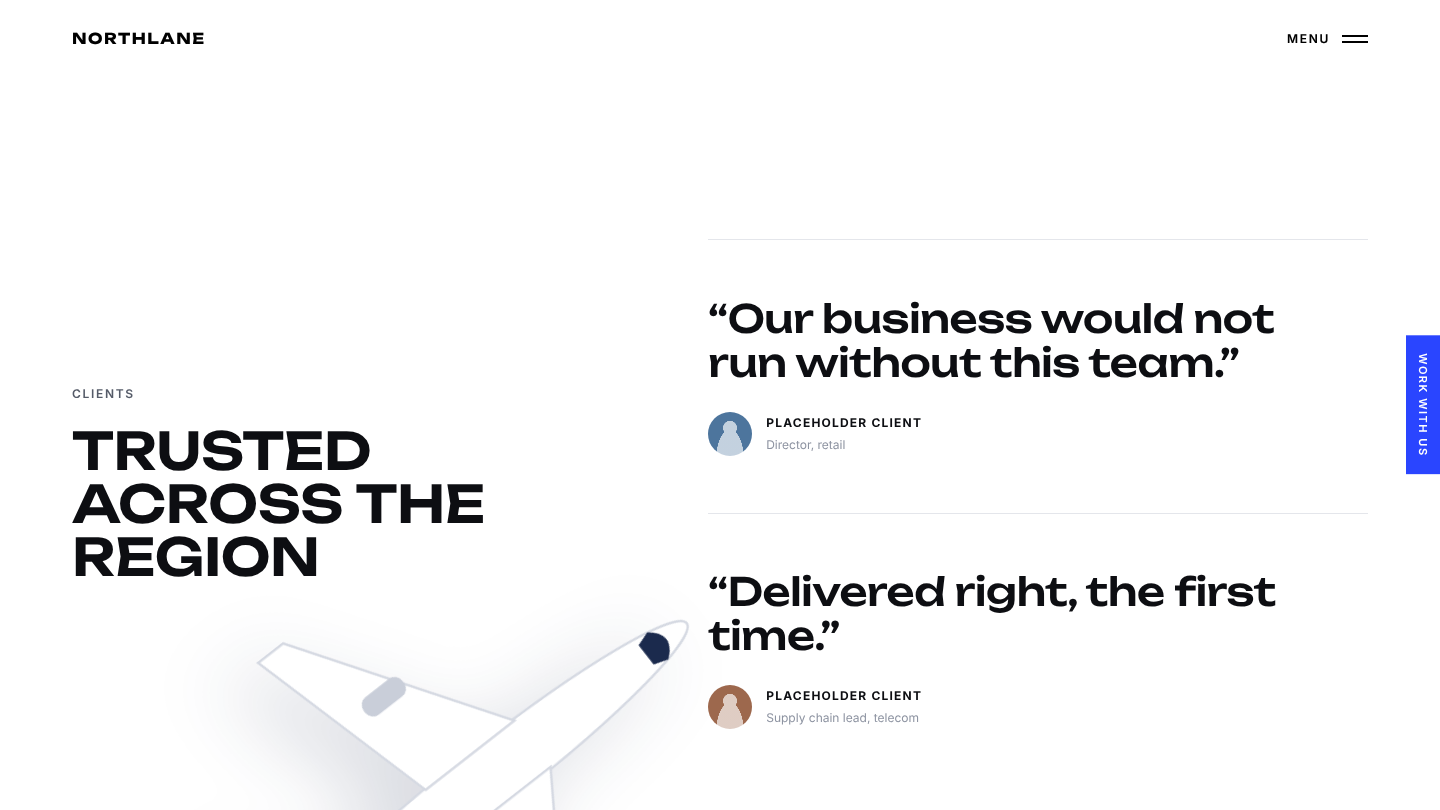 NORTHLANE
MENU
CLIENTS
TRUSTED
ACROSS THE
REGION
“Our business would not
run without this team.”
PLACEHOLDER CLIENT
Director, retail
“Delivered right, the first
time.”
PLACEHOLDER CLIENT
Supply chain lead, telecom
WORK WITH US